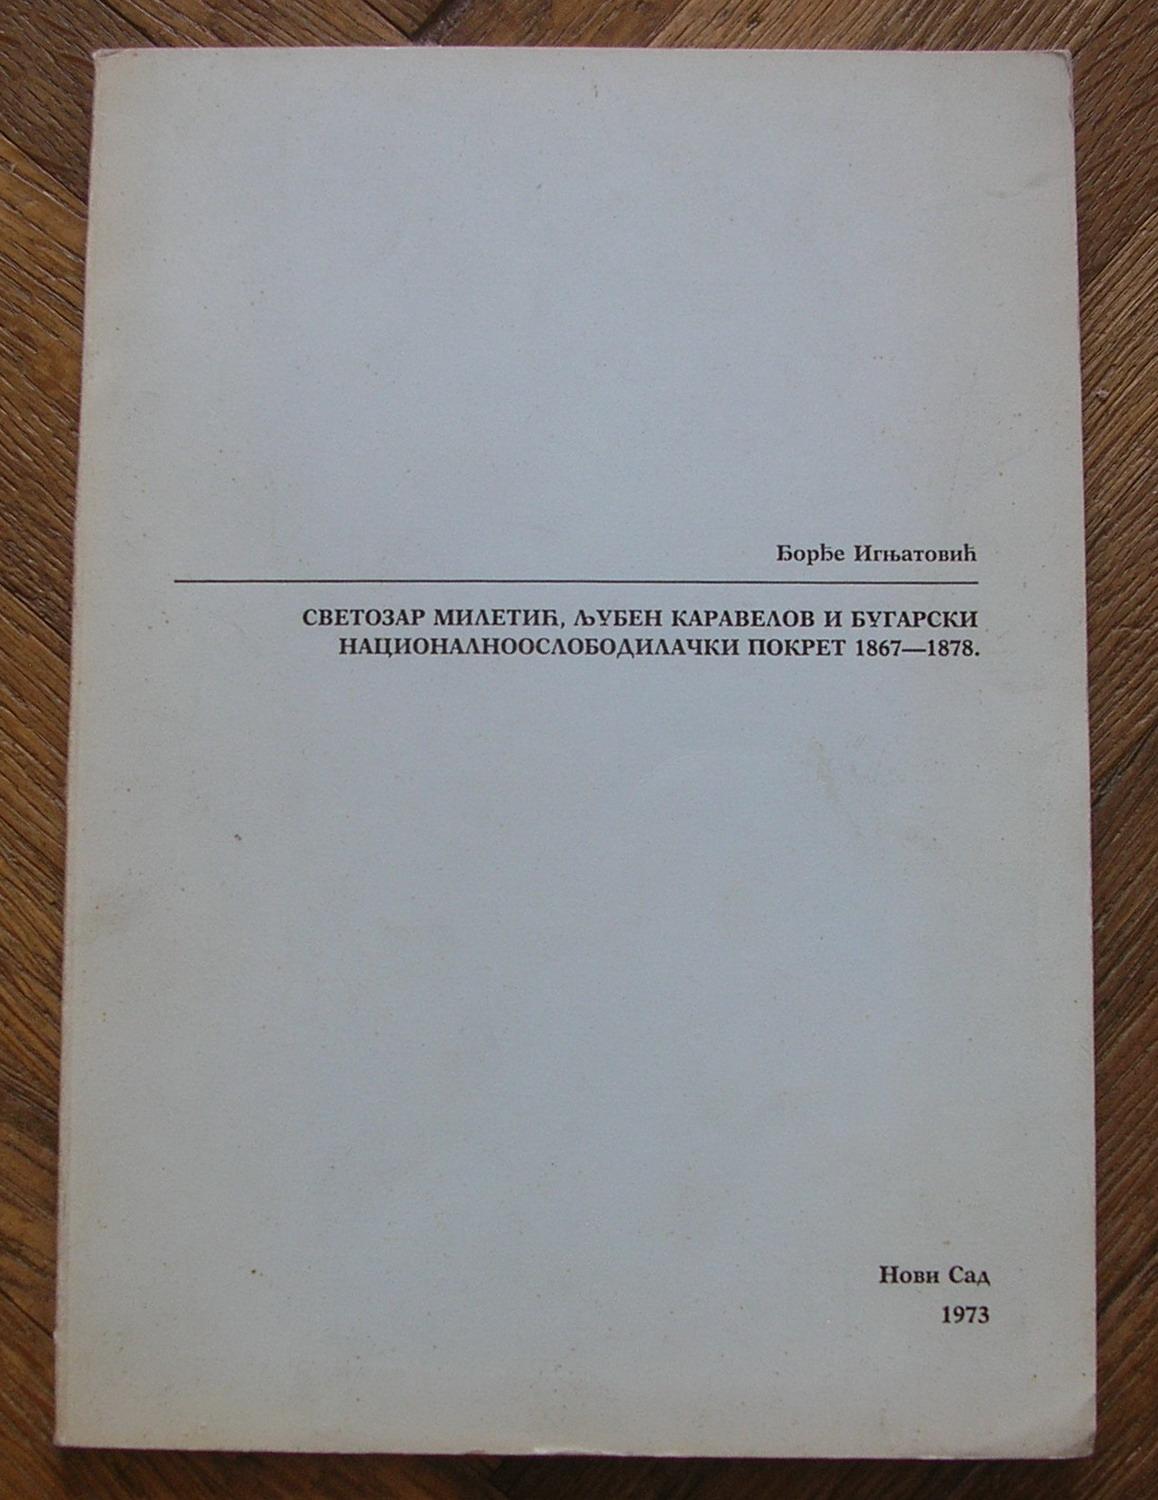 Ђорђе Игњатовић
СВЕТОЗАР МИЛЕТИЋ, ЉУБЕН КАРАВЕЛОВ И БУГАРСКИ
НАЦИОНАЛНООСЛОБОДИЛАЧКИ ПОКРЕТ 1867—1878.
Нови Сад
1973